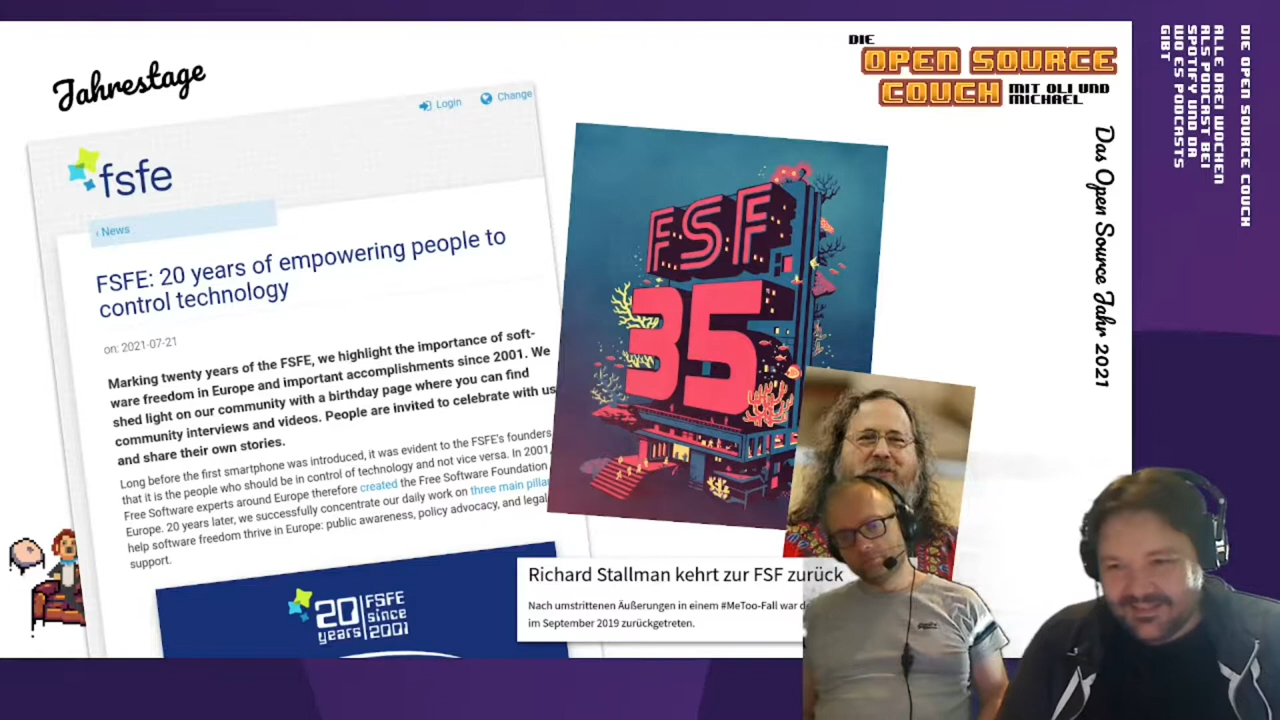 Jahrestage
Login
Change
fsfe
‹ News
FSFE: 20 years of empowering people to
control technology
on: 2021-07-21
Marking twenty years of the FSFE, we highlight the importance of soft-
ware freedom in Europe and important accomplishments since 2001. We
shed light on our community with a birthday page where you can find
community interviews and videos. People are invited to celebrate with us
and share their own stories.
Long before the first smartphone was introduced, it was evident to the FSFE's founders
that it is the people who should be in control of technology and not vice versa. In 2001,
Free Software experts around Europe therefore created the Free Software Foundation
Europe. 20 years later, we successfully concentrate our daily work on three main
help software freedom thrive in Europe: public awareness, policy advocacy, and legal
support.
20
years
FSFE
since
2001
FSF
35
Richard Stallman kehrt zur FSF zurück
Nach umstrittenen Äußerungen in einem #MeToo-Fall war
im September 2019 zurückgetreten.
DIE
OPEN SOURCE
COUCH
MIT OLI UND
MICHAEL
Das Open Source Jahr 2021
DIE OPEN SOURCE COUCH
ALLE DREI WOCHEN
ALS PODCAST BEI
SPOTIFY UND DA
WO ES PODCASTS
GIBT